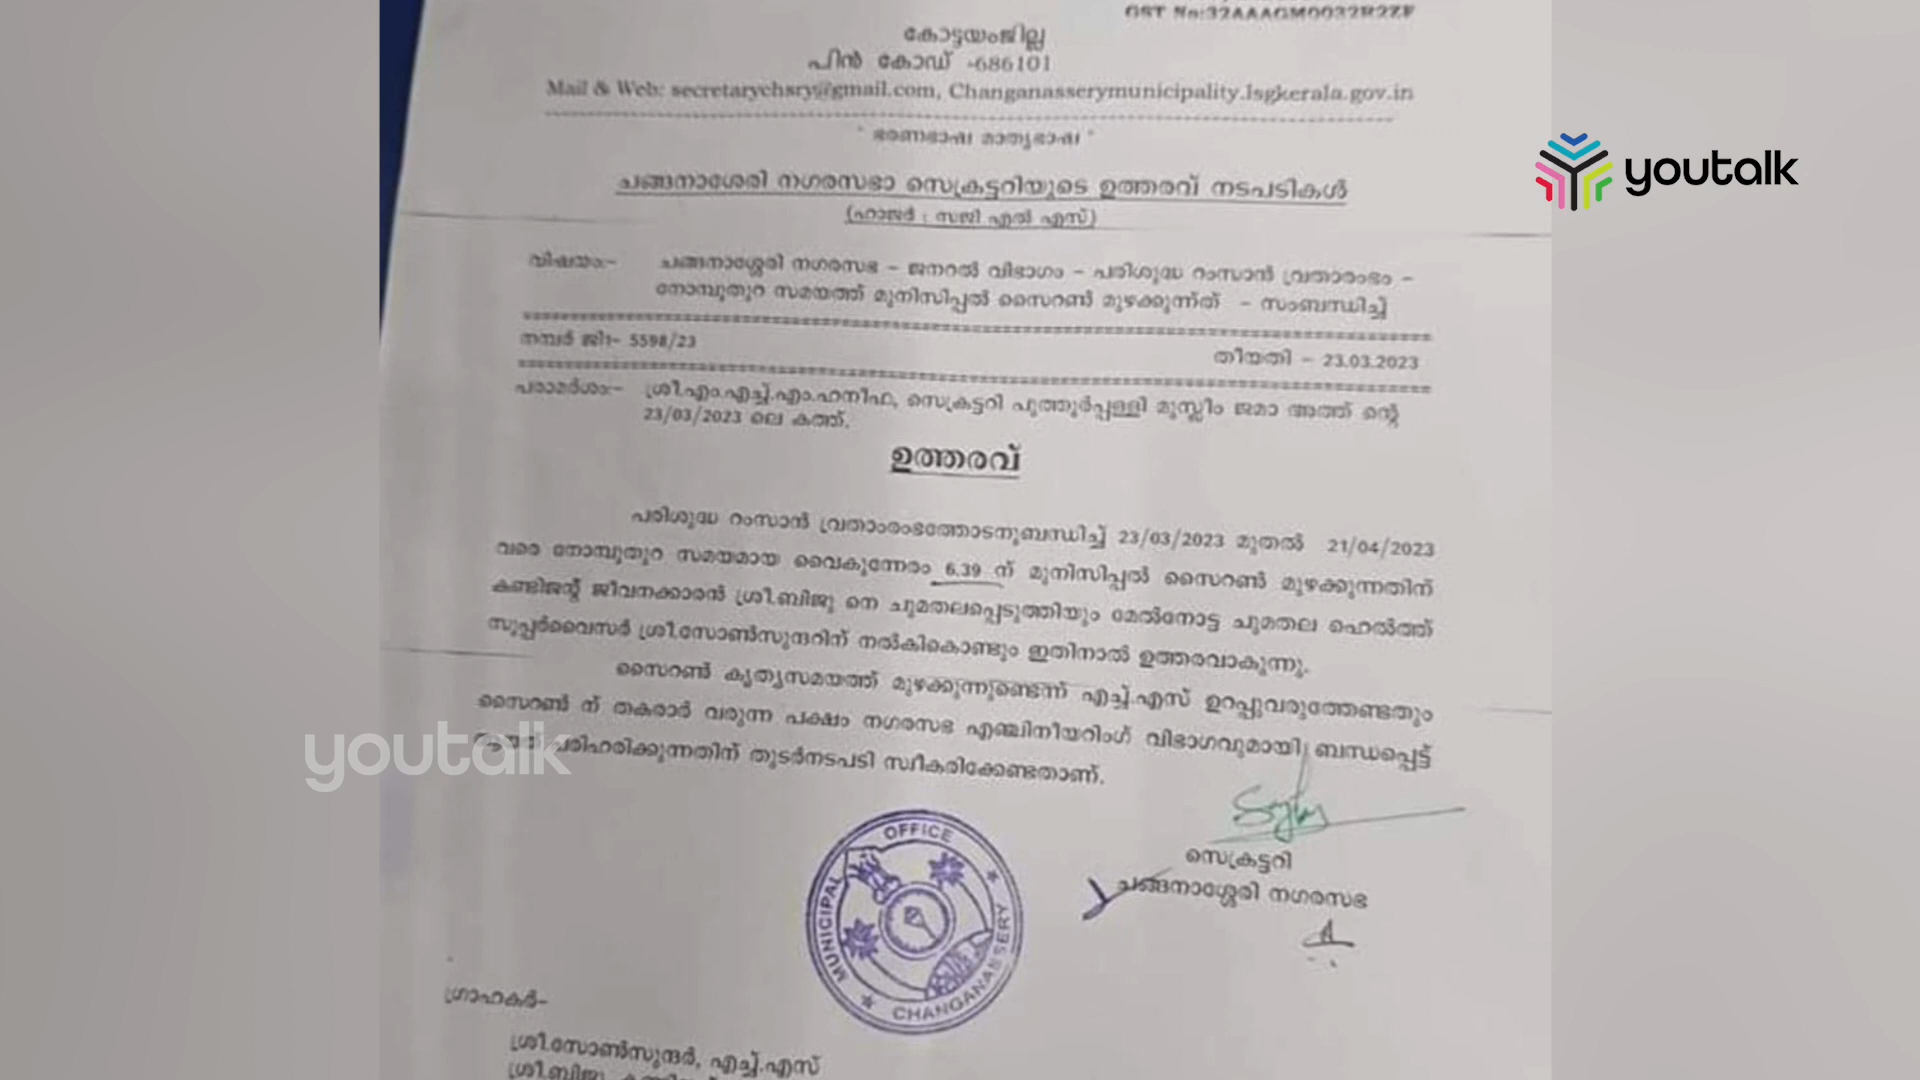 GST No:32AAAGM0032R2ZF
കോട്ടയംജില്ല
പിൻ കോഡ് -686101
Mail & Web: secretarychsry@gmail.com, Changanasserymunicipality.lsgkerala.gov.in
" ഭരണഭാഷ മാതൃഭാഷ "
ചങ്ങനാശേരി നഗരസഭാ സെക്രട്ടറിയുടെ ഉത്തരവ് നടപടികൾ
(ഹാജർ : സജി എൽ എസ്)
വിഷയം:- ചങ്ങനാശ്ശേരി നഗരസഭ - ജനറൽ വിഭാഗം - പരിശുദ്ധ റംസാൻ വ്രതാരംഭം -
നോമ്പുതുറ സമയത്ത് മുനിസിപ്പൽ സൈറൺ മുഴക്കുന്ന്ത് - സംബന്ധിച്ച്
നമ്പർ ജി1- 5598/23
തീയതി - 23.03.2023
പരാമർശം:- ശ്രീ.എം.എച്ച്.എം.ഹനീഫ, സെക്രട്ടറി പുത്തൂർപ്പള്ളി മുസ്ലീം ജമാ അത്ത് ന്റെ
23/03/2023 ലെ കത്ത്.
ഉത്തരവ്
പരിശുദ്ധ റംസാൻ വ്രതാംരംഭത്തോടനുബന്ധിച്ച് 23/03/2023 മുതൽ 21/04/2023
വരെ നോമ്പുതുറ സമയമായ വൈകുന്നേരം 6.39 ന് മുനിസിപ്പൽ സൈറൺ മുഴക്കുന്നതിന്
കണ്ടിജന്റ് ജീവനക്കാരൻ ശ്രീ.ബിജു നെ ചുമതലപ്പെടുത്തിയും മേൽനോട്ട ചുമതല ഹെൽത്ത്
സൂപ്പർവൈസർ ശ്രീ.സോൺസുന്ദറിന് നൽകികൊണ്ടും ഇതിനാൽ ഉത്തരവാകുന്നു.
സൈറൺ കൃത്യസമയത്ത് മുഴക്കുന്നുണ്ടെന്ന് എച്ച്.എസ് ഉറപ്പുവരുത്തേണ്ടതും
സൈറൺ ന് തകരാർ വരുന്ന പക്ഷം നഗരസഭ എഞ്ചിനീയറിംഗ് വിഭാഗവുമായി ബന്ധപ്പെട്ട്
പരിഹരിക്കുന്നതിന് തുടർനടപടി സ്വീകരിക്കേണ്ടതാണ്.
സെക്രട്ടറി
ചങ്ങനാശ്ശേരി നഗരസഭ
MUNICIPAL OFFICE
CHANGANASSERY
ഗ്രാഹകർ-
ശ്രീ.സോൺസുന്ദർ, എച്ച്.എസ്
ശ്രീ.ബിജു
youtalk
youtalk